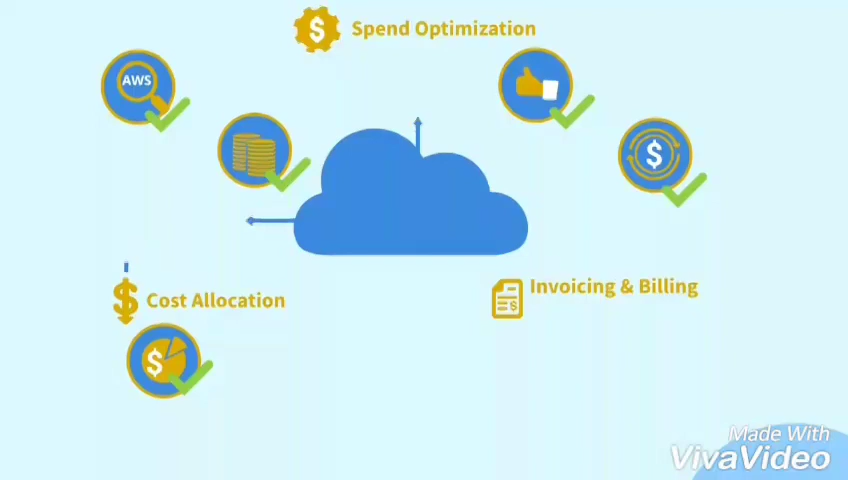 Spend Optimization
AWS
Cost Allocation
Invoicing & Billing
Made With
VivaVideo